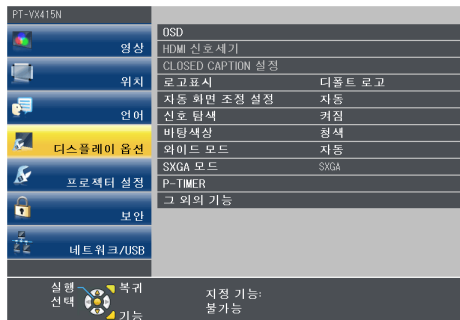 PT-VX415N
영상
위치
언어
디스플레이 옵션
프로젝터 설정
보안
네트워크/USB
OSD
HDMI 신호세기
CLOSED CAPTION 설정
로고표시 디폴트 로고
자동 화면 조정 설정 자동
신호 탐색 켜짐
바탕색상 청색
와이드 모드 자동
SXGA 모드 SXGA
P-TIMER
그 외의 기능
실행 복귀
선택
기능
지정 기능:
불가능